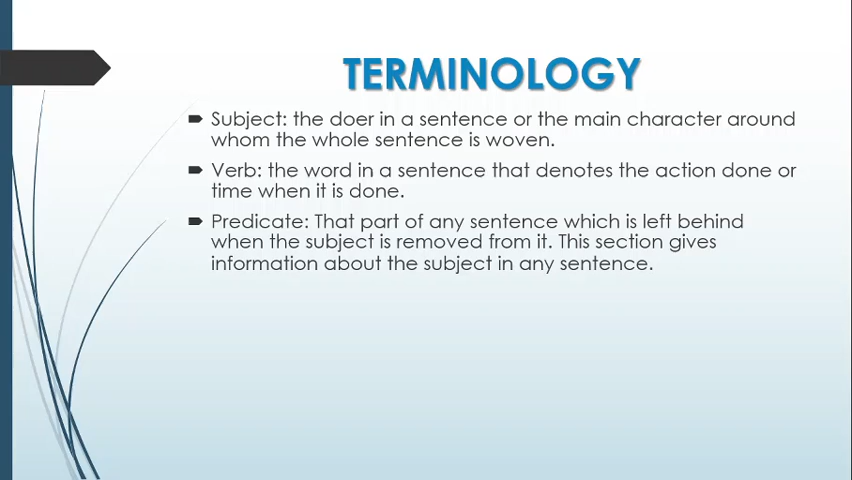 TERMINOLOGY
Subject: the doer in a sentence or the main character around
whom the whole sentence is woven.
Verb: the word in a sentence that denotes the action done or
time when it is done.
Predicate: That part of any sentence which is left behind
when the subject is removed from it. This section gives
information about the subject in any sentence.